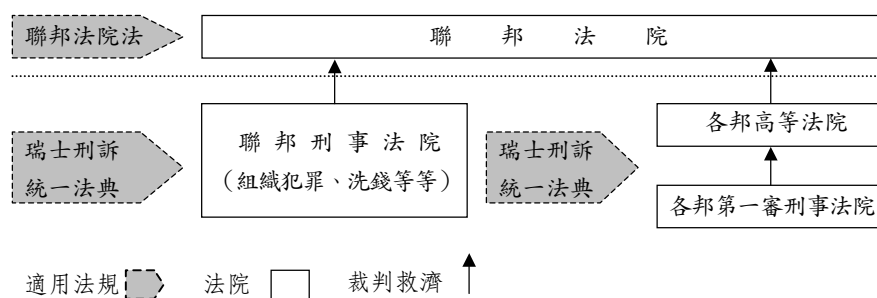 聯邦法院法
聯邦法院
瑞士刑訴
統一法典
聯邦刑事法院
（組織犯罪、洗錢等等）
瑞士刑訴
統一法典
各邦高等法院
各邦第一審刑事法院
適用法規 法院 裁判救濟